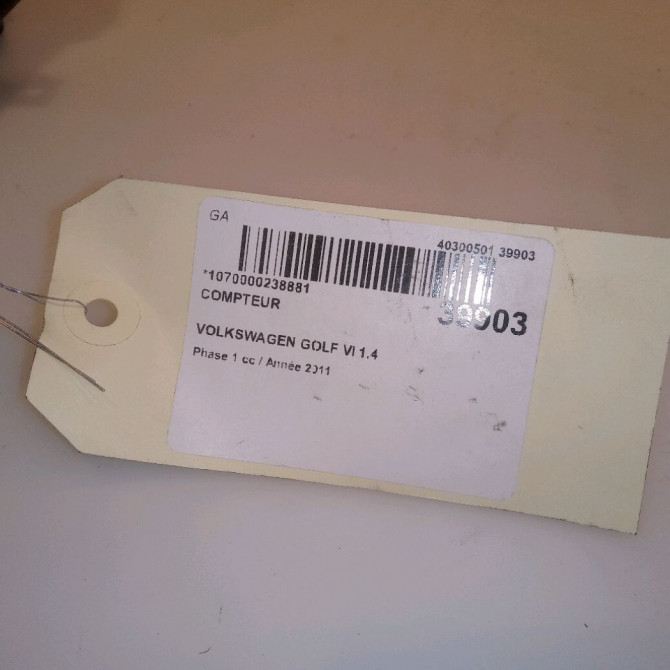 GA
40300501 39903
*1070000238881
COMPTEUR
39903
VOLKSWAGEN GOLF VI 1.4
Phase 1 cc / Année 2011